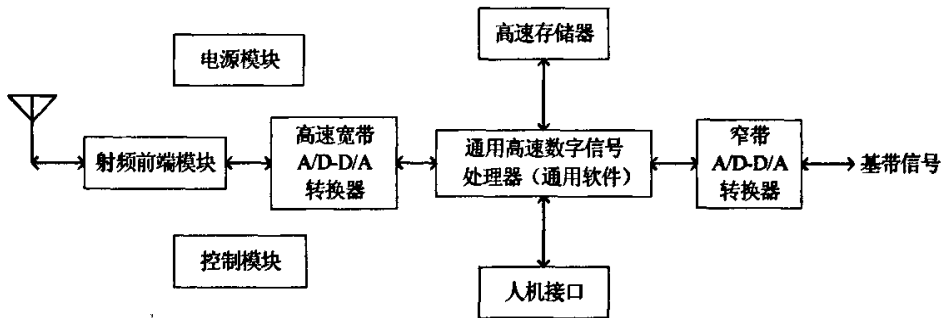 高速存储器
电源模块
射频前端模块
高速宽带
A/D-D/A
转换器
通用高速数字信号
处理器（通用软件）
窄带
A/D-D/A
转换器
基带信号
控制模块
人机接口